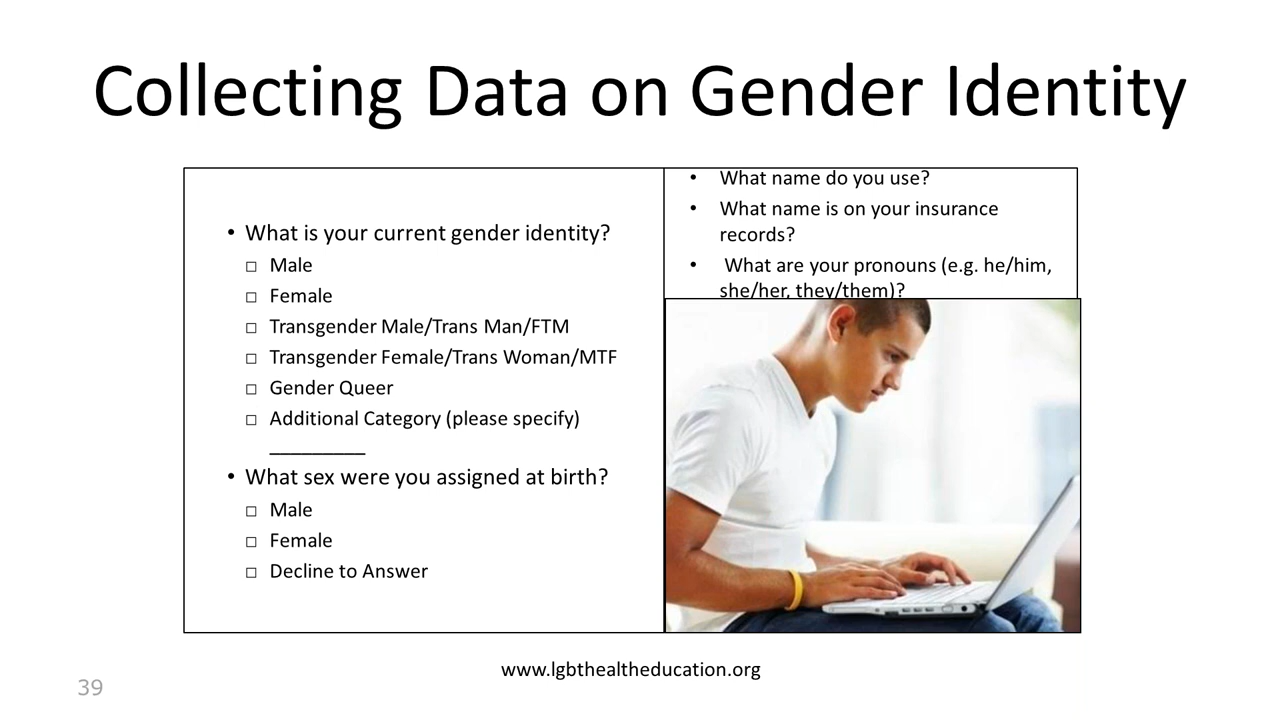 Collecting Data on Gender Identity
• What is your current gender identity?
□ Male
□ Female
□ Transgender Male/Trans Man/FTM
□ Transgender Female/Trans Woman/MTF
□ Gender Queer
□ Additional Category (please specify)
_________
• What sex were you assigned at birth?
□ Male
□ Female
□ Decline to Answer
• What name do you use?
• What name is on your insurance
records?
• What are your pronouns (e.g. he/him,
she/her, they/them)?
www.lgbthealtheducation.org
39